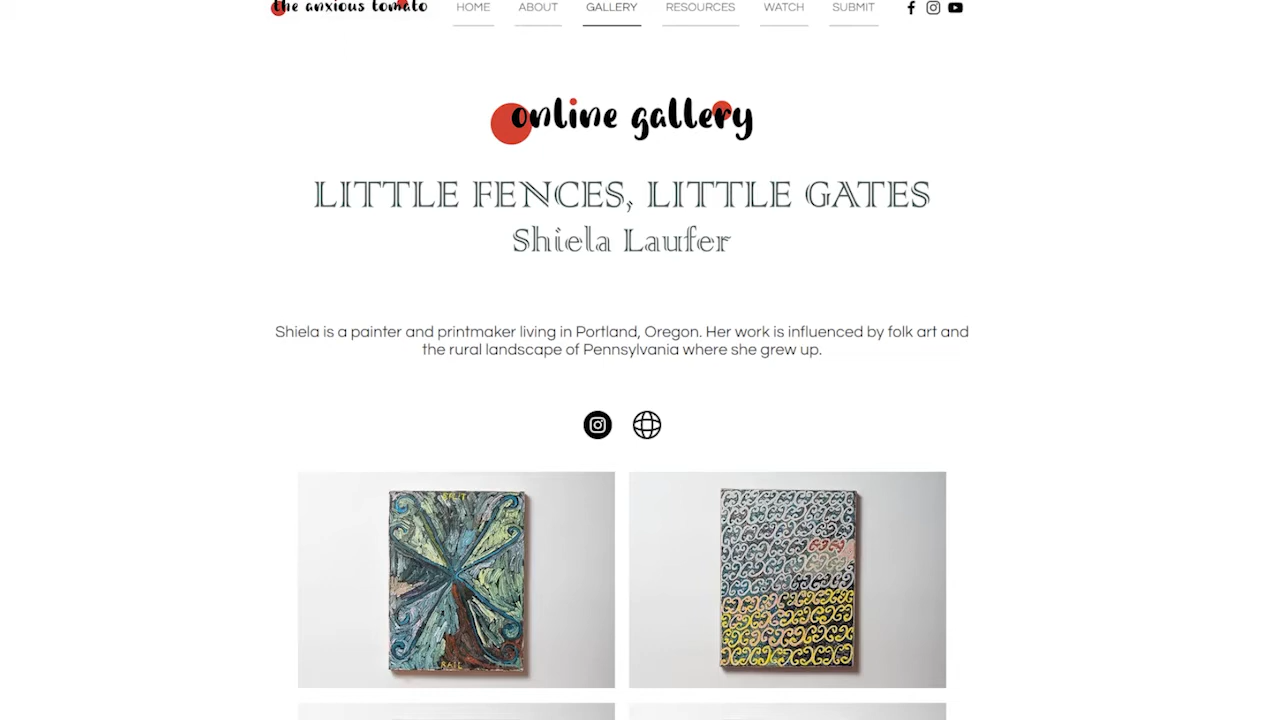 the anxious tomato
HOME ABOUT GALLERY RESOURCES WATCH SUBMIT
online gallery
LITTLE FENCES, LITTLE GATES
Shiela Laufer
Shiela is a painter and printmaker living in Portland, Oregon. Her work is influenced by folk art and
the rural landscape of Pennsylvania where she grew up.
SPLIT
RAIL